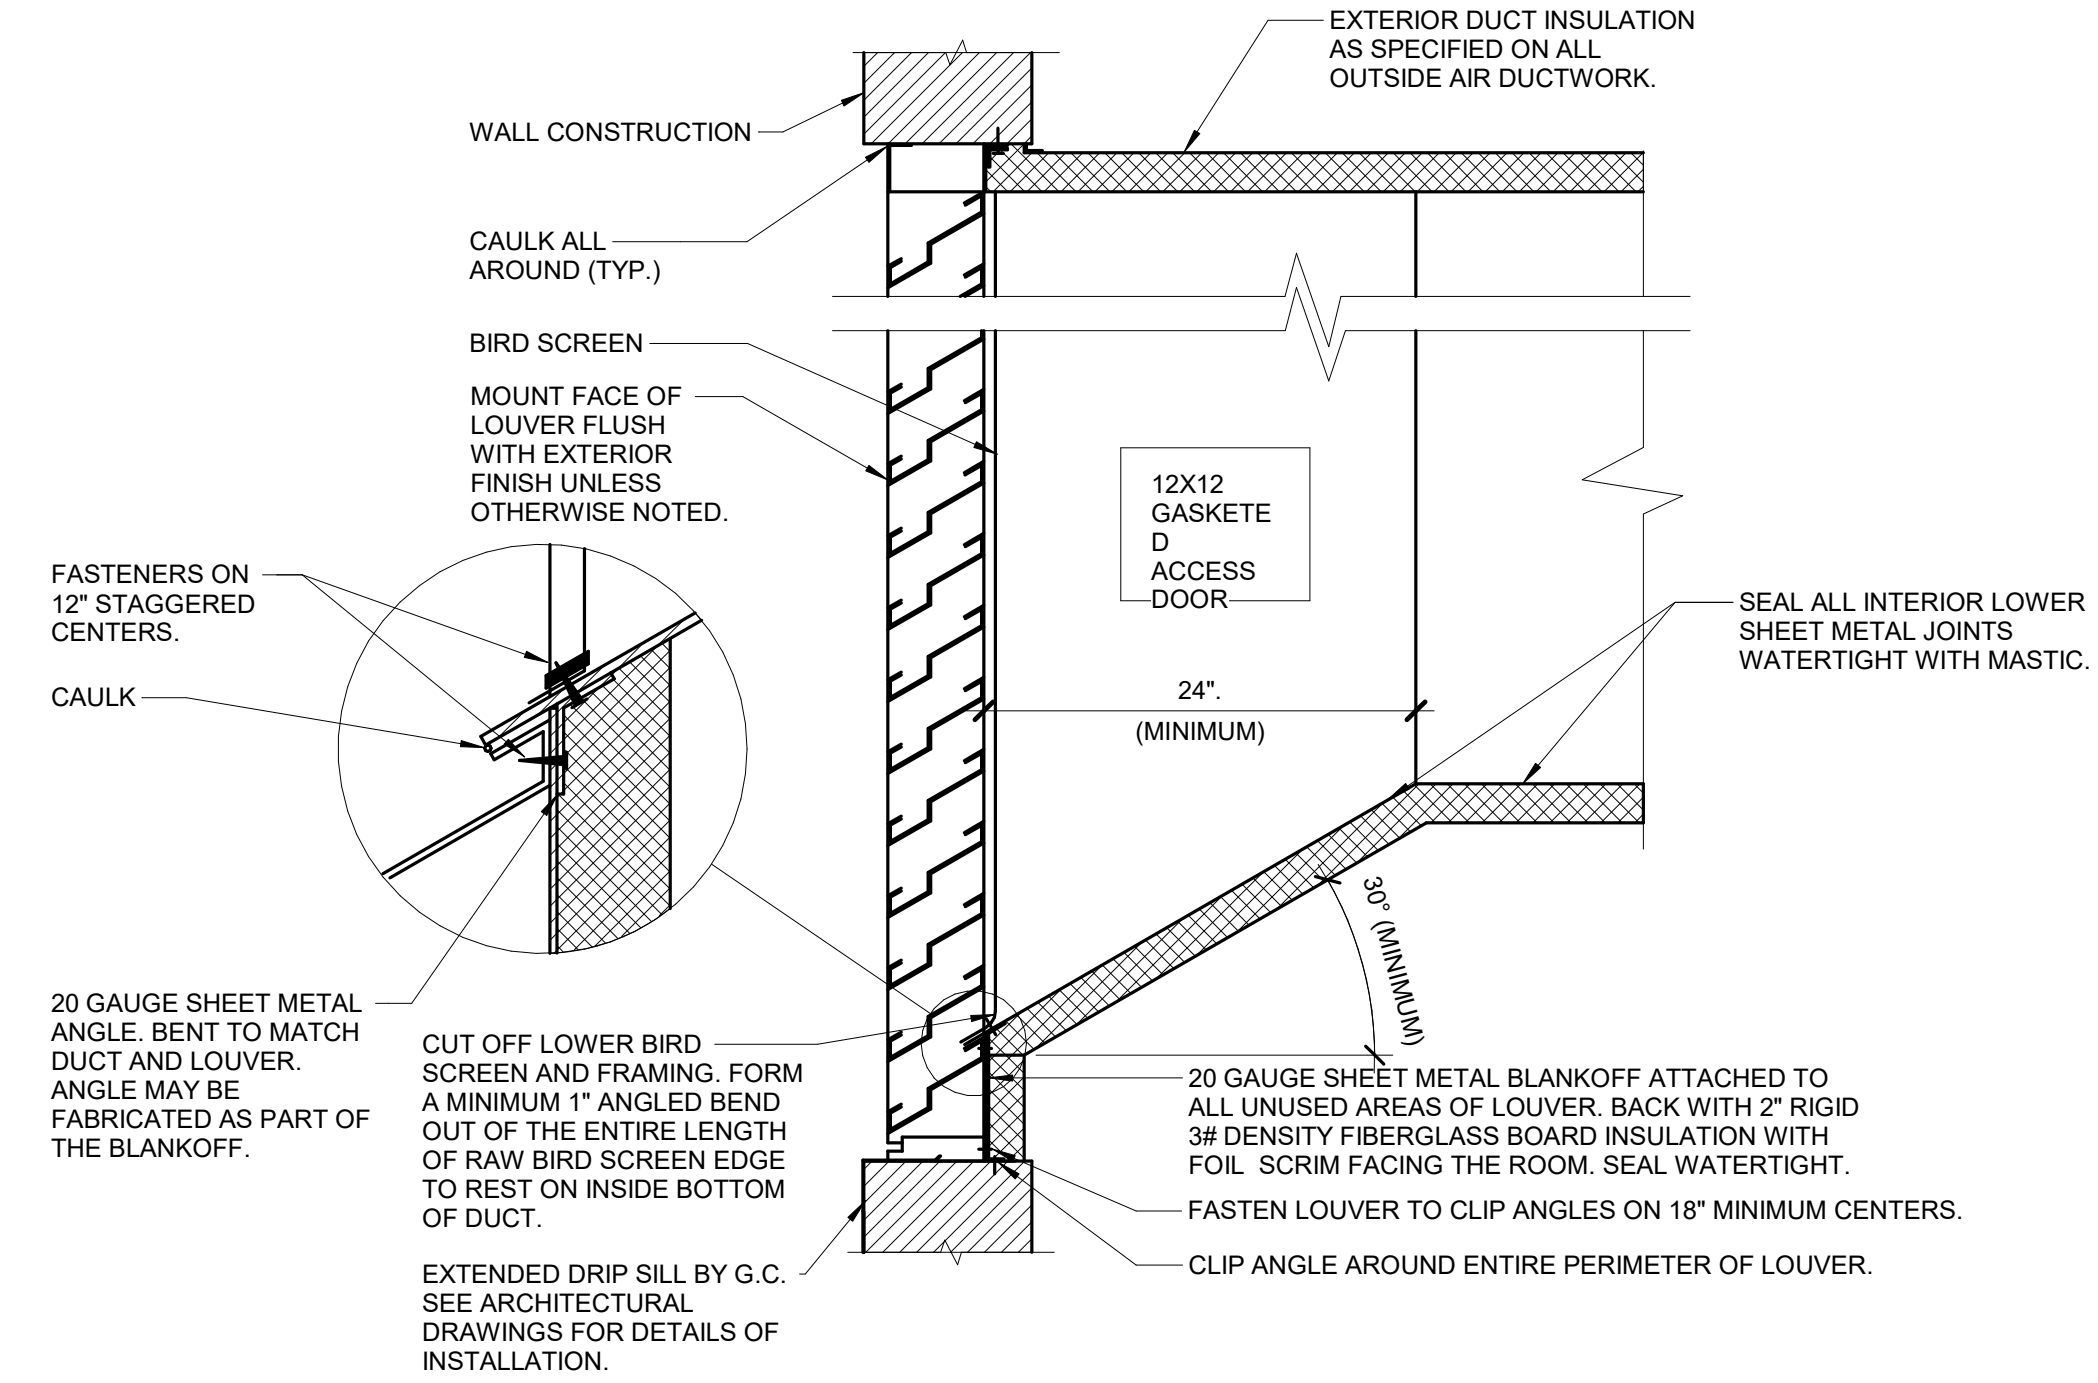 EXTERIOR DUCT INSULATION
AS SPECIFIED ON ALL
OUTSIDE AIR DUCTWORK.
WALL CONSTRUCTION
CAULK ALL
AROUND (TYP.)
BIRD SCREEN
MOUNT FACE OF
LOUVER FLUSH
WITH EXTERIOR
FINISH UNLESS
OTHERWISE NOTED.
12X12
GASKETE
D
ACCESS
DOOR
FASTENERS ON
12" STAGGERED
CENTERS.
CAULK
SEAL ALL INTERIOR LOWER
SHEET METAL JOINTS
WATERTIGHT WITH MASTIC.
24".
(MINIMUM)
30° (MINIMUM)
20 GAUGE SHEET METAL
ANGLE. BENT TO MATCH
DUCT AND LOUVER.
ANGLE MAY BE
FABRICATED AS PART OF
THE BLANKOFF.
CUT OFF LOWER BIRD
SCREEN AND FRAMING. FORM
A MINIMUM 1" ANGLED BEND
OUT OF THE ENTIRE LENGTH
OF RAW BIRD SCREEN EDGE
TO REST ON INSIDE BOTTOM
OF DUCT.
20 GAUGE SHEET METAL BLANKOFF ATTACHED TO
ALL UNUSED AREAS OF LOUVER. BACK WITH 2" RIGID
3# DENSITY FIBERGLASS BOARD INSULATION WITH
FOIL  SCRIM FACING THE ROOM. SEAL WATERTIGHT.
FASTEN LOUVER TO CLIP ANGLES ON 18" MINIMUM CENTERS.
CLIP ANGLE AROUND ENTIRE PERIMETER OF LOUVER.
EXTENDED DRIP SILL BY G.C.
SEE ARCHITECTURAL
DRAWINGS FOR DETAILS OF
INSTALLATION.